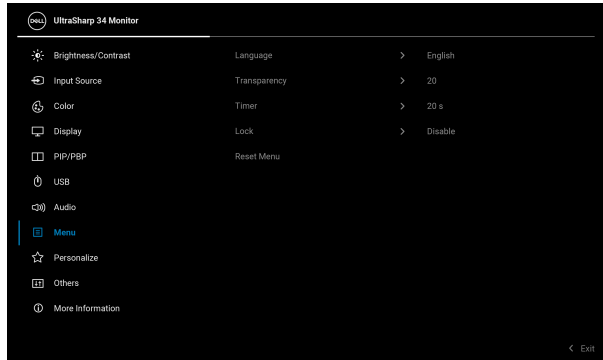 DELL UltraSharp 34 Monitor
Brightness/Contrast Language > English
Input Source Transparency > 20
Color Timer > 20 s
Display Lock > Disable
PIP/PBP Reset Menu
USB
Audio
Menu
Personalize
Others
More Information
< Exit